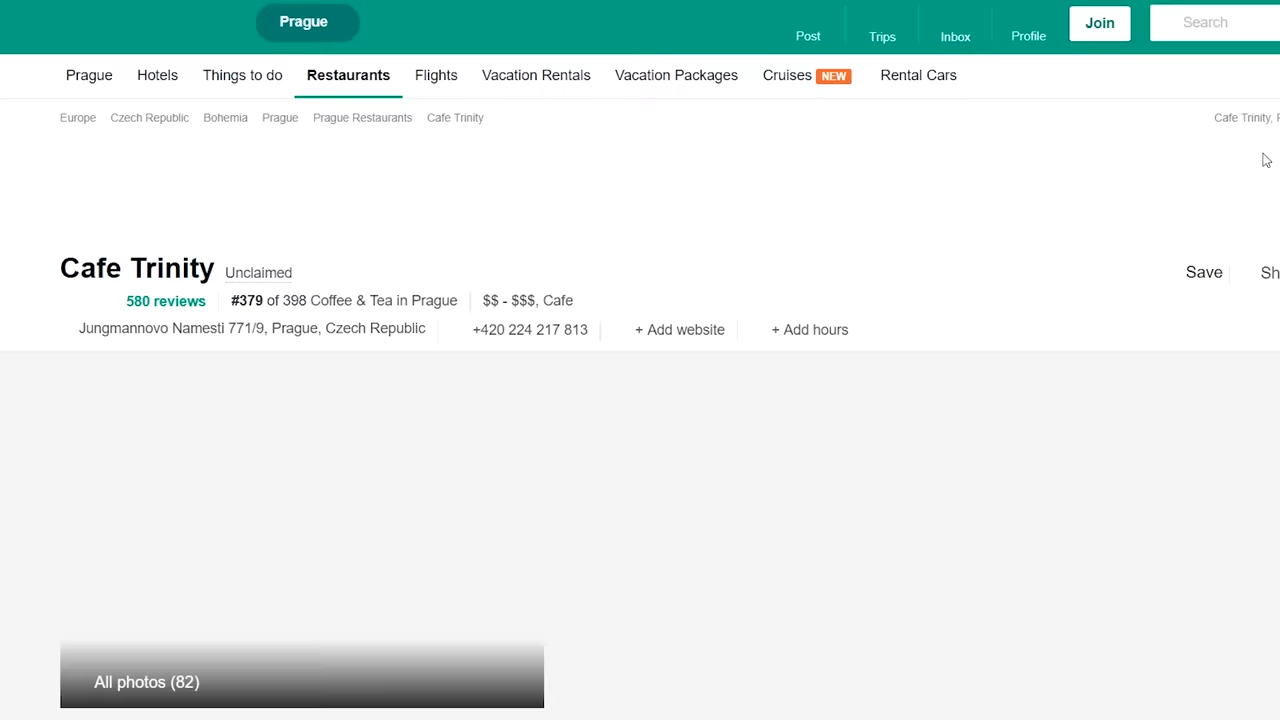 Prague
Post
Trips
Inbox
Profile
Join
Search
Prague Hotels Things to do Restaurants Flights Vacation Rentals Vacation Packages Cruises NEW Rental Cars
Europe Czech Republic Bohemia Prague Prague Restaurants Cafe Trinity
Cafe Trinity,
Cafe Trinity Unclaimed
Save
580 reviews #379 of 398 Coffee & Tea in Prague $$ - $$$, Cafe
Jungmannovo Namesti 771/9, Prague, Czech Republic +420 224 217 813 + Add website + Add hours
All photos (82)